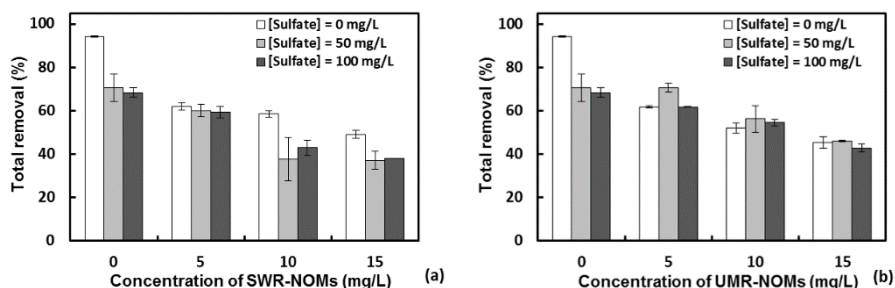 100
80
60
40
20
0
Total removal (%)
[Sulfate] = 0 mg/L
[Sulfate] = 50 mg/L
[Sulfate] = 100 mg/L
0 5 10 15
Concentration of SWR-NOMs (mg/L)
(a)
100
80
60
40
20
0
Total removal (%)
[Sulfate] = 0 mg/L
[Sulfate] = 50 mg/L
[Sulfate] = 100 mg/L
0 5 10 15
Concentration of UMR-NOMs (mg/L)
(b)